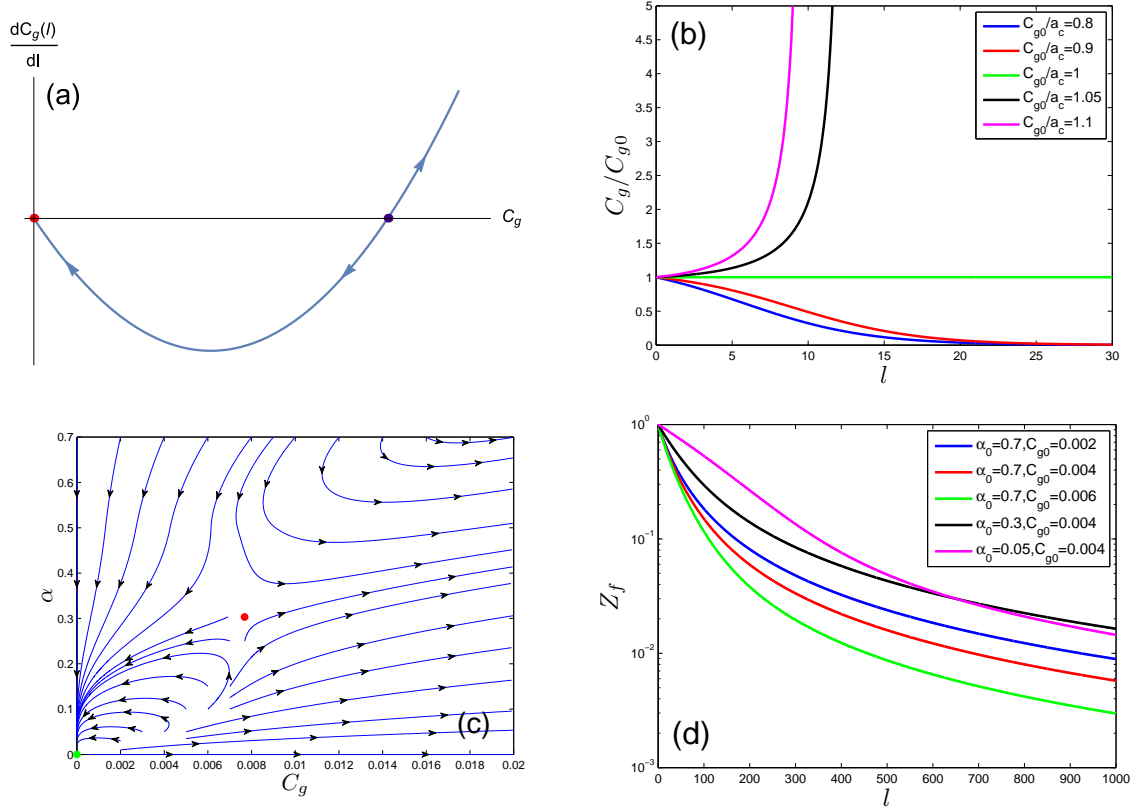 dC_g(l)
dl
(a)
C_g
(b)
C_g0/a_c=0.8
C_g0/a_c=0.9
C_g0/a_c=1
C_g0/a_c=1.05
C_g0/a_c=1.1
5
4.5
4
3.5
3
2.5
2
1.5
1
0.5
0
C_g/C_g0
0 5 10 15 20 25 30
l
0.7
0.6
0.5
0.4
0.3
0.2
0.1
0
α
(c)
0 0.002 0.004 0.006 0.008 0.01 0.012 0.014 0.016 0.018 0.02
C_g
10^0
10^−1
10^−2
10^−3
Z_f
α_0=0.7,C_g0=0.002
α_0=0.7,C_g0=0.004
α_0=0.7,C_g0=0.006
α_0=0.3,C_g0=0.004
α_0=0.05,C_g0=0.004
(d)
0 100 200 300 400 500 600 700 800 900 1000
l